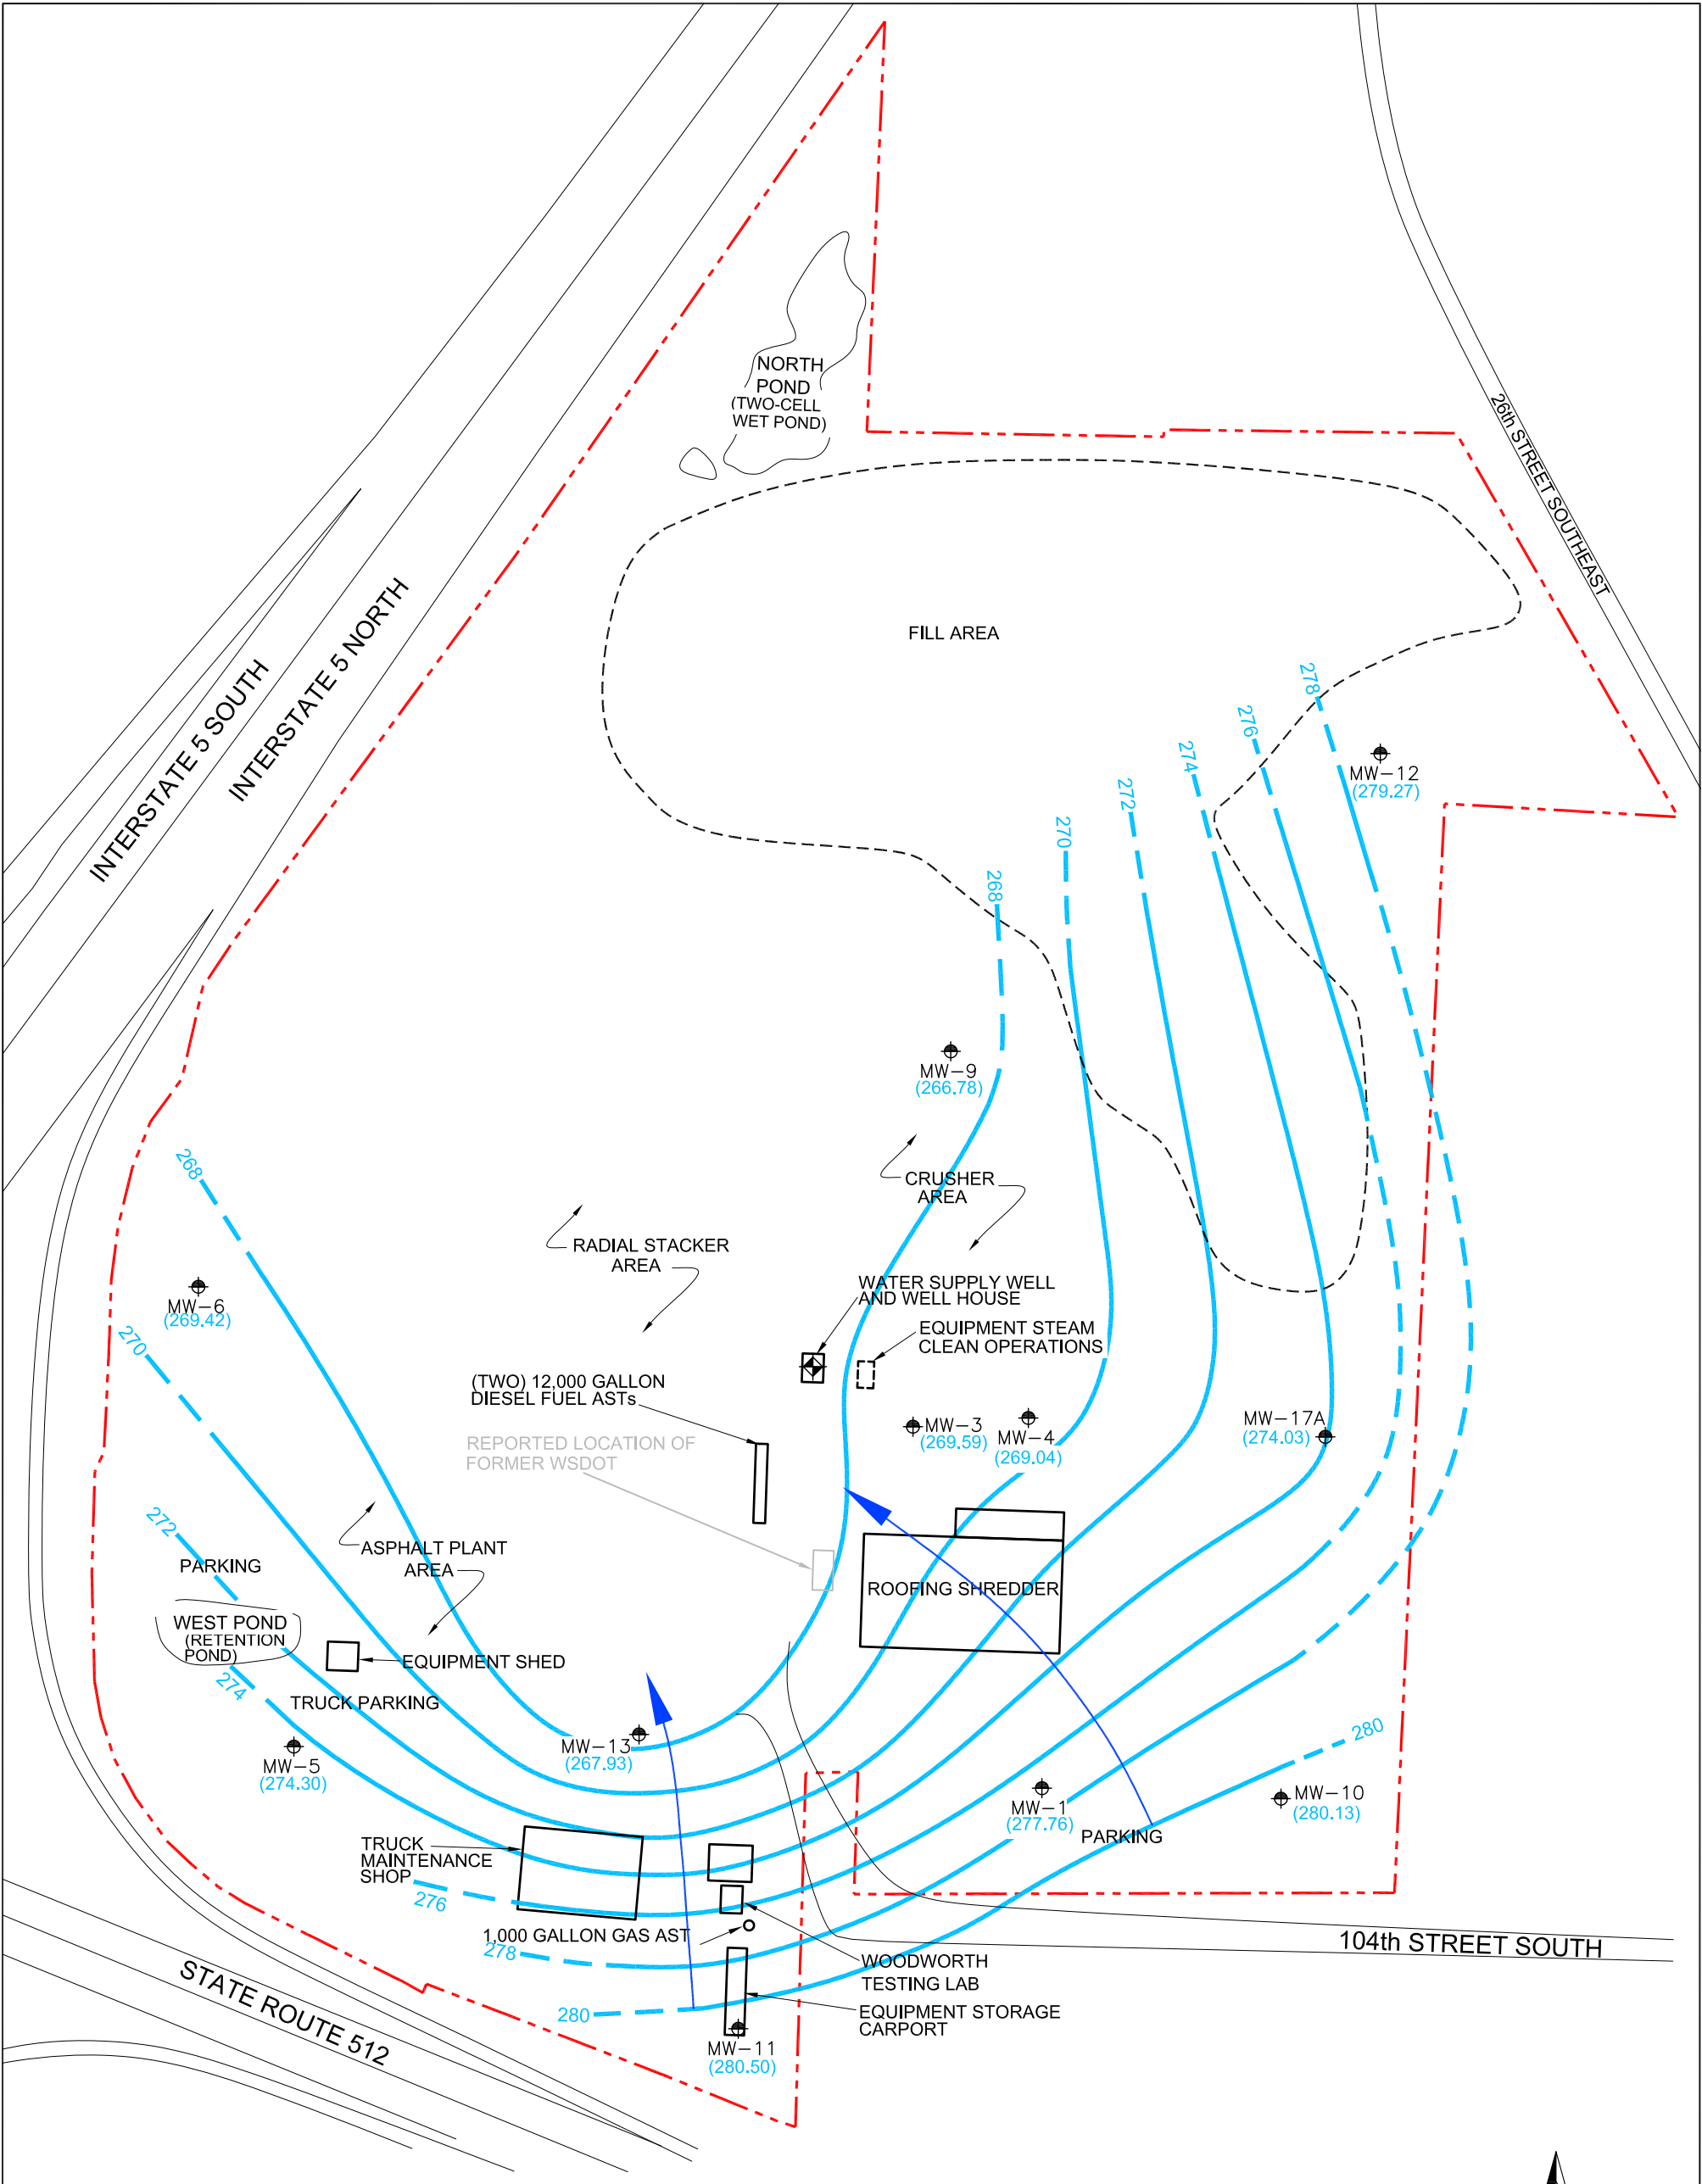 NORTH
POND
(TWO-CELL
WET POND)
26th STREET SOUTHEAST
FILL AREA
INTERSTATE 5 SOUTH
INTERSTATE 5 NORTH
278
276
274
272
270
268
MW-12
(279.27)
MW-9
(266.78)
268
CRUSHER
AREA
RADIAL STACKER
AREA
MW-6
(269.42)
WATER SUPPLY WELL
AND WELL HOUSE
EQUIPMENT STEAM
CLEAN OPERATIONS
270
(TWO) 12,000 GALLON
DIESEL FUEL ASTs
MW-3
(269.59)
MW-4
(269.04)
MW-17A
(274.03)
REPORTED LOCATION OF
FORMER WSDOT
272
ASPHALT PLANT
AREA
PARKING
ROOFING SHREDDER
WEST POND
(RETENTION
POND)
EQUIPMENT SHED
274
TRUCK PARKING
MW-13
(267.93)
MW-5
(274.30)
280
MW-10
(280.13)
MW-1
(277.76)
PARKING
TRUCK
MAINTENANCE
SHOP
276
1,000 GALLON GAS AST
278
WOODWORTH
TESTING LAB
104th STREET SOUTH
EQUIPMENT STORAGE
CARPORT
280
MW-11
(280.50)
STATE ROUTE 512